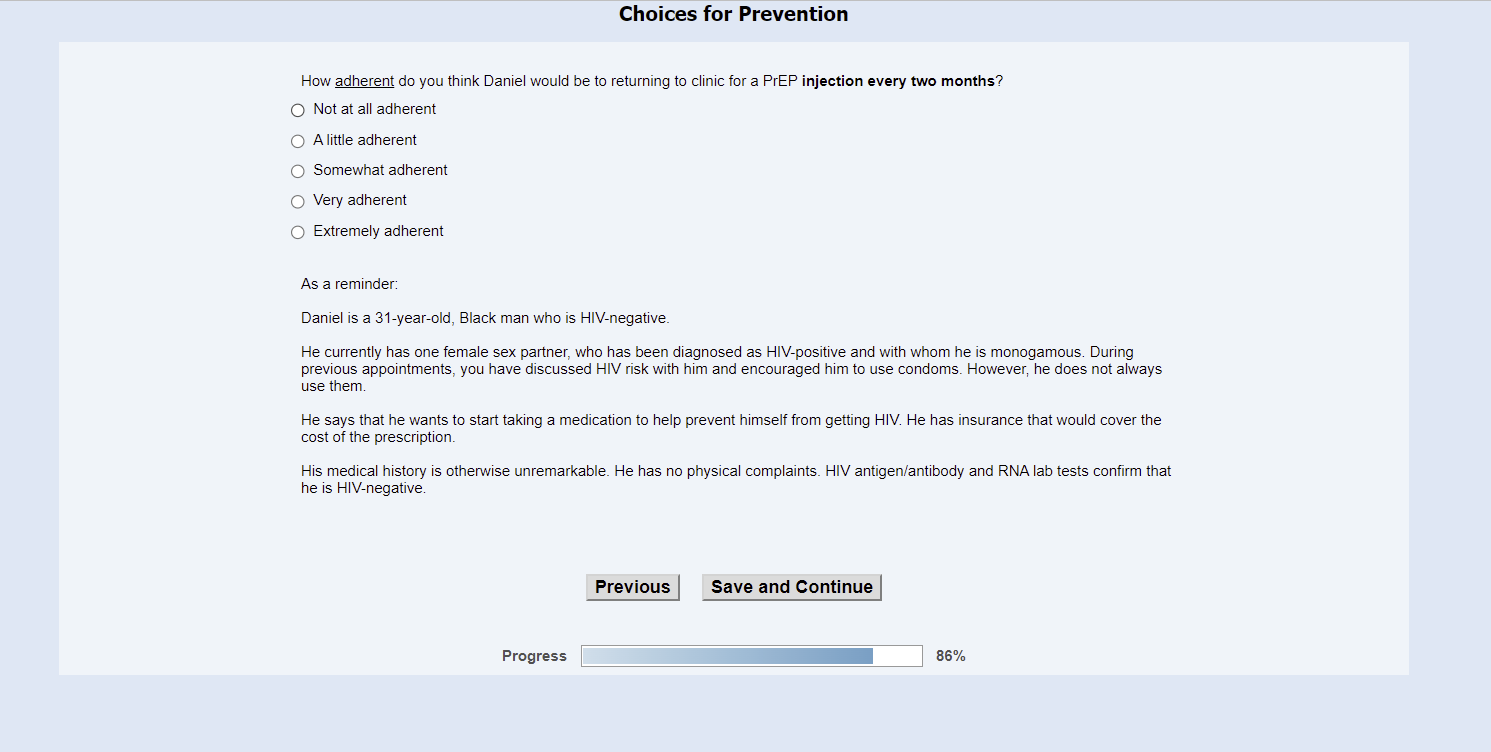 Choices for Prevention
How adherent do you think Daniel would be to returning to clinic for a PrEP injection every two months?
Not at all adherent
A little adherent
Somewhat adherent
Very adherent
Extremely adherent
As a reminder:
Daniel is a 31-year-old, Black man who is HIV-negative.
He currently has one female sex partner, who has been diagnosed as HIV-positive and with whom he is monogamous. During
previous appointments, you have discussed HIV risk with him and encouraged him to use condoms. However, he does not always
use them.
He says that he wants to start taking a medication to help prevent himself from getting HIV. He has insurance that would cover the
cost of the prescription.
His medical history is otherwise unremarkable. He has no physical complaints. HIV antigen/antibody and RNA lab tests confirm that
he is HIV-negative.
Previous Save and Continue
Progress 86%